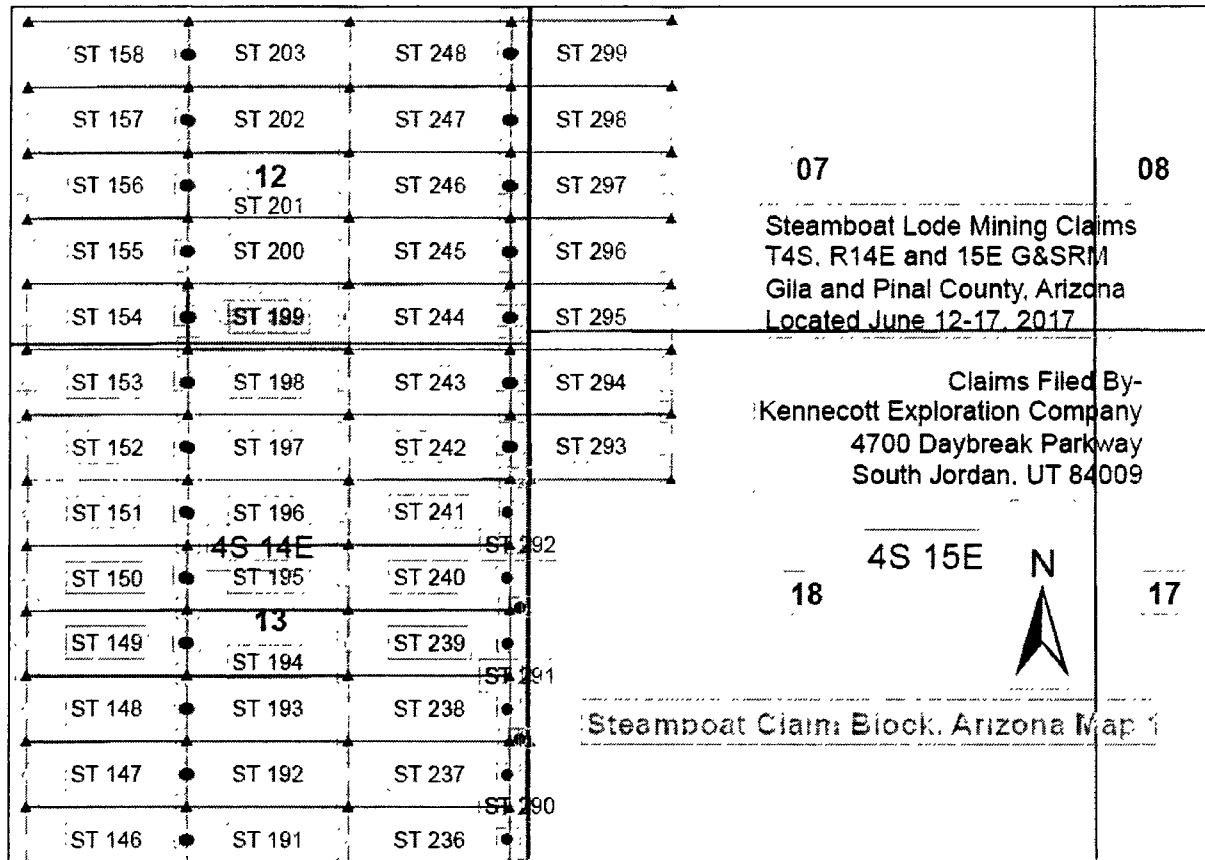 ST 158 ST 203 ST 248 ST 299
ST 157 ST 202 ST 247 ST 298
12 07 08
ST 156 ST 201 ST 246 ST 297
Steamboat Lode Mining Claims
T4S, R14E and 15E G&SRM
Gila and Pinal County, Arizona
Located June 12-17, 2017
ST 155 ST 200 ST 245 ST 296
ST 154 ST 199 ST 244 ST 295
ST 153 ST 198 ST 243 ST 294
Claims Filed By-
Kennecott Exploration Company
4700 Daybreak Parkway
South Jordan, UT 84009
ST 152 ST 197 ST 242 ST 293
ST 151 ST 196 ST 241
4S 14E ST 292 4S 15E N
ST 150 ST 195 ST 240
13 18 17
ST 149 ST 194 ST 239
ST 291
ST 148 ST 193 ST 238
Steamboat Claim Block, Arizona Map 1
ST 147 ST 192 ST 237
ST 290
ST 146 ST 191 ST 236